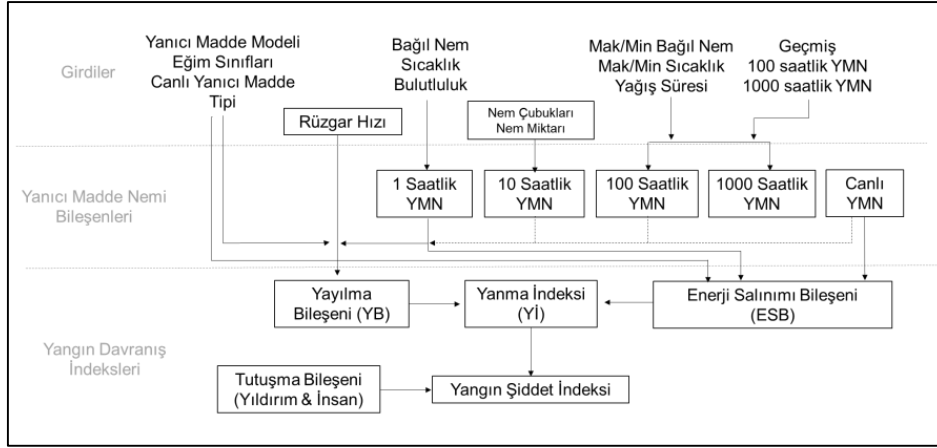 Girdiler
Yanıcı Madde Modeli
Eğim Sınıfları
Canlı Yanıcı Madde
Tipi
Rüzgar Hızı
Bağıl Nem
Sıcaklık
Bulutluluk
Nem Çubukları
Nem Miktarı
Mak/Min Bağıl Nem
Mak/Min Sıcaklık
Yağış Süresi
Geçmiş
100 saatlik YMN
1000 saatlik YMN
Yanıcı Madde Nemi
Bileşenleri
1 Saatlik
YMN
10 Saatlik
YMN
100 Saatlik
YMN
1000 Saatlik
YMN
Canlı
YMN
Yangın Davranış
İndeksleri
Yayılma
Bileşeni (YB)
Yanma İndeksi
(Yİ)
Enerji Salınımı Bileşeni
(ESB)
Tutuşma Bileşeni
(Yıldırım & İnsan)
Yangın Şiddet İndeksi